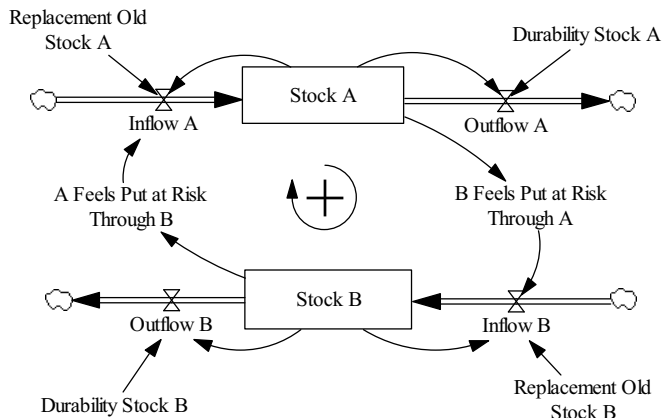 Replacement Old
Stock A
Durability Stock A
Stock A
Inflow A
Outflow A
A Feels Put at Risk
Through B
B Feels Put at Risk
Through A
Stock B
Outflow B
Inflow B
Durability Stock B
Replacement Old
Stock B